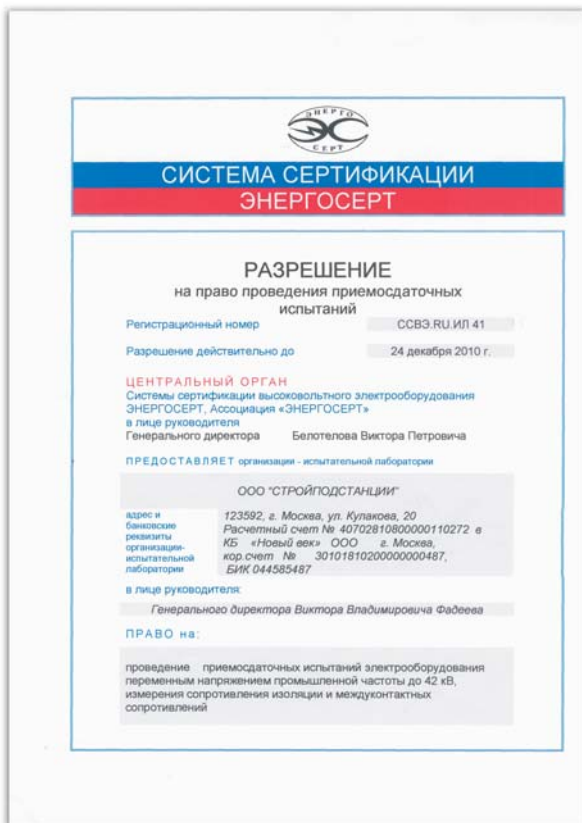 ЭНЕРГО
ЭС
СЕРТ
СИСТЕМА СЕРТИФИКАЦИИ
ЭНЕРГОСЕРТ
РАЗРЕШЕНИЕ
на право проведения приемосдаточных
испытаний
Регистрационный номер ССВЭ.RU.ИЛ 41
Разрешение действительно до 24 декабря 2010 г.
ЦЕНТРАЛЬНЫЙ ОРГАН
Системы сертификации высоковольтного электрооборудования
ЭНЕРГОСЕРТ, Ассоциация «ЭНЕРГОСЕРТ»
в лице руководителя
Генерального директора Белотелова Виктора Петровича
ПРЕДОСТАВЛЯЕТ организации - испытательной лаборатории
ООО "СТРОЙПОДСТАНЦИИ"
адрес и
банковские
реквизиты
организации-
испытательной
лаборатории
123592, г. Москва, ул. Кулакова, 20
Расчетный счет № 40702810800000110272 в
КБ «Новый век» ООО г. Москва,
кор.счет № 30101810200000000487,
БИК 044585487
в лице руководителя:
Генерального директора Виктора Владимировича Фадеева
ПРАВО на:
проведение приемосдаточных испытаний электрооборудования
переменным напряжением промышленной частоты до 42 кВ,
измерения сопротивления изоляции и междуконтактных
сопротивлений